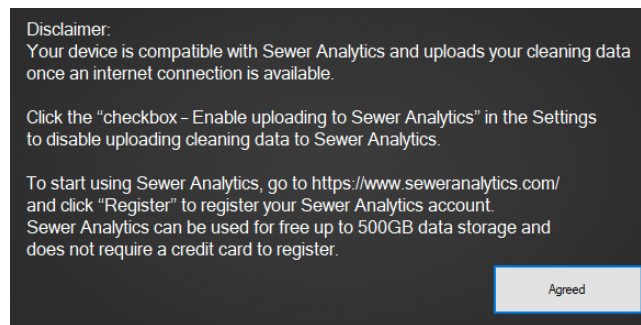 Disclaimer:
Your device is compatible with Sewer Analytics and uploads your cleaning data
once an internet connection is available.
Click the “checkbox – Enable uploading to Sewer Analytics” in the Settings
to disable uploading cleaning data to Sewer Analytics.
To start using Sewer Analytics, go to https://www.seweranalytics.com/
and click “Register” to register your Sewer Analytics account.
Sewer Analytics can be used for free up to 500GB data storage and
does not require a credit card to register.
Agreed